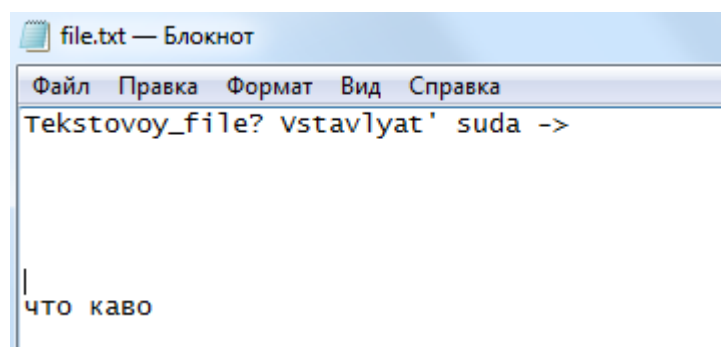 file.txt — Блокнот
Файл Правка Формат Вид Справка
Tekstovoy_file? Vstavlyat' suda ->
что каво